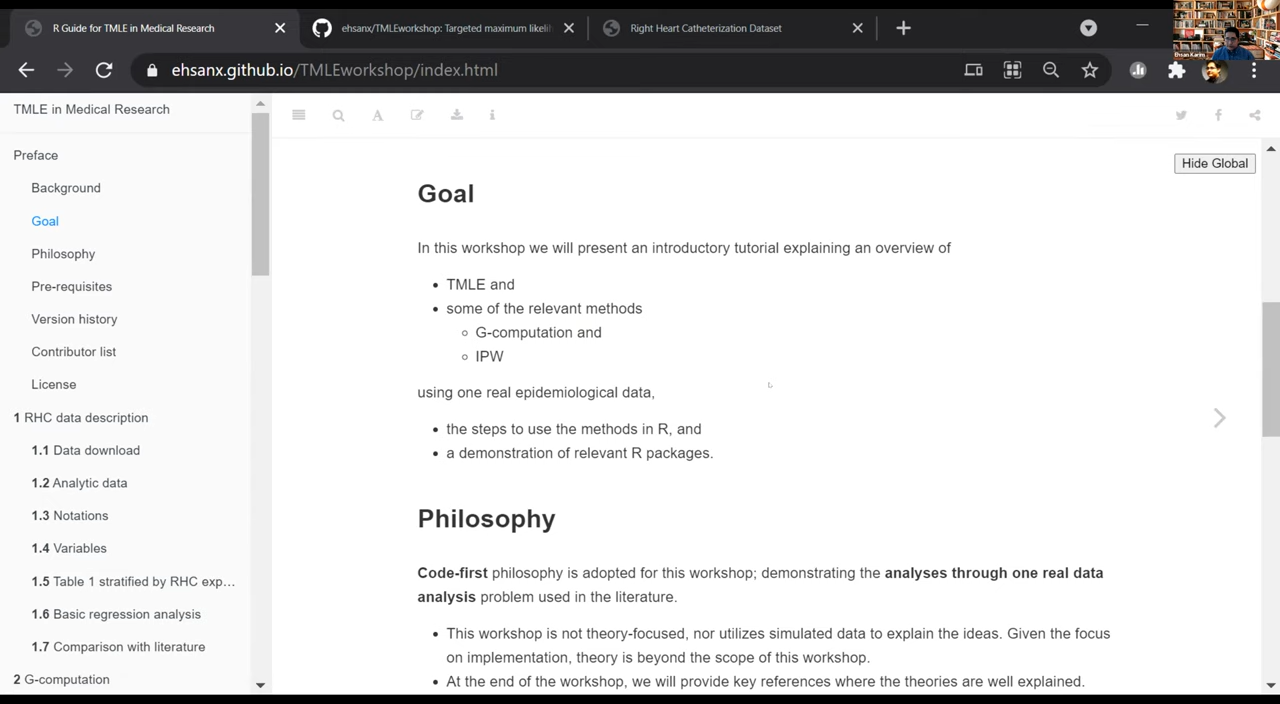 R Guide for TMLE in Medical Research
ehsanx/TMLEworkshop: Targeted maximum likeli
Right Heart Catheterization Dataset
ehsanx.github.io/TMLEworkshop/index.html
Ehsan Karim
TMLE in Medical Research
Preface
Background
Goal
Philosophy
Pre-requisites
Version history
Contributor list
License
1 RHC data description
1.1 Data download
1.2 Analytic data
1.3 Notations
1.4 Variables
1.5 Table 1 stratified by RHC exp...
1.6 Basic regression analysis
1.7 Comparison with literature
2 G-computation
Hide Global
Goal
In this workshop we will present an introductory tutorial explaining an overview of
• TMLE and
• some of the relevant methods
○ G-computation and
○ IPW
using one real epidemiological data,
• the steps to use the methods in R, and
• a demonstration of relevant R packages.
Philosophy
Code-first philosophy is adopted for this workshop; demonstrating the analyses through one real data
analysis problem used in the literature.
• This workshop is not theory-focused, nor utilizes simulated data to explain the ideas. Given the focus
on implementation, theory is beyond the scope of this workshop.
• At the end of the workshop, we will provide key references where the theories are well explained.